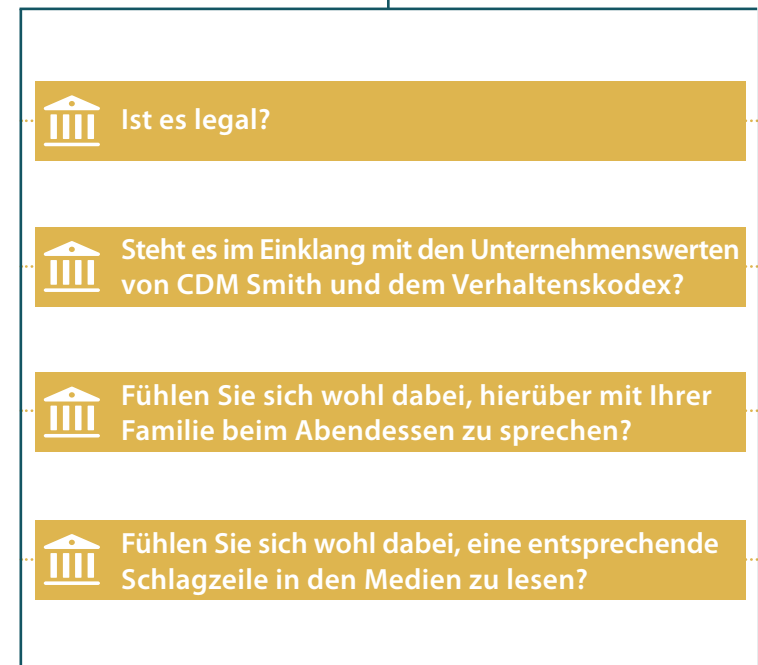 Ist es legal?
Steht es im Einklang mit den Unternehmenswerten
von CDM Smith und dem Verhaltenskodex?
Fühlen Sie sich wohl dabei, hierüber mit Ihrer
Familie beim Abendessen zu sprechen?
Fühlen Sie sich wohl dabei, eine entsprechende
Schlagzeile in den Medien zu lesen?